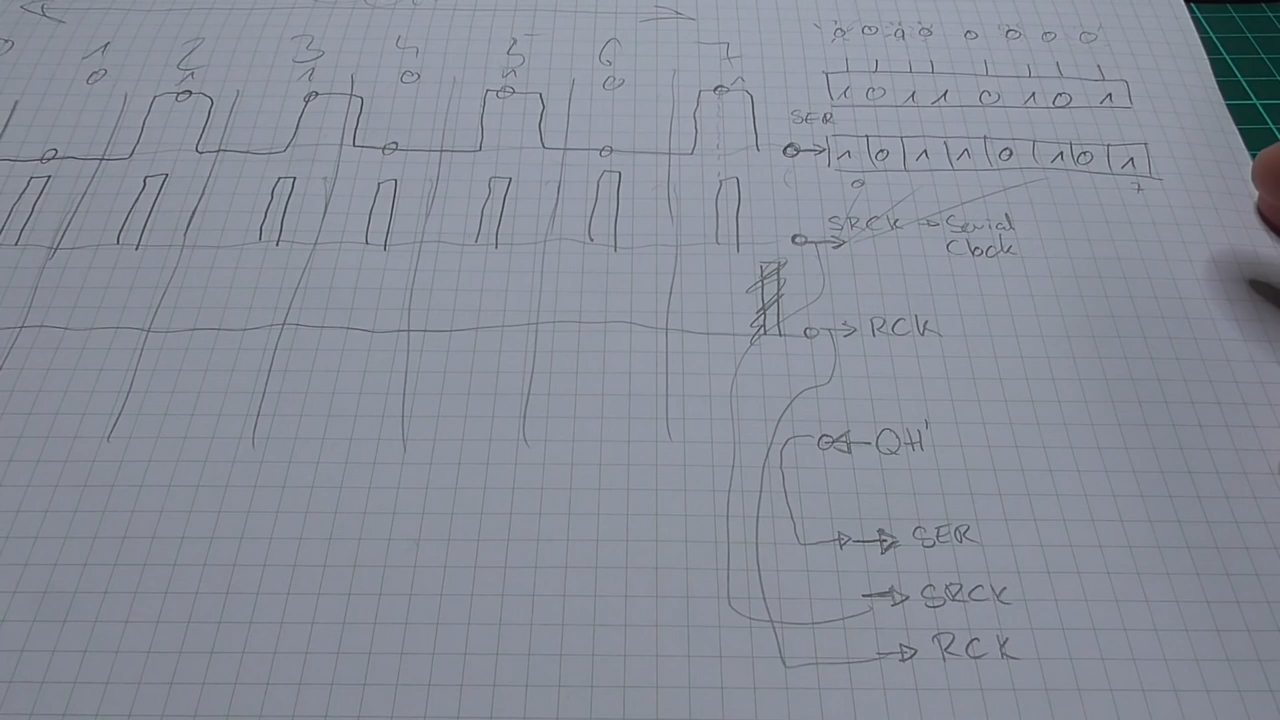 1 2 3 4 5 6 7
0 1 1 0 1 0 1
0 0 0 0 0 0 0 0
1 0 1 1 0 1 0 1
SER
1 0 1 1 0 1 0 1
0 7
SRCK → Serial
Clock
RCK
QH'
SER
SRCK
RCK